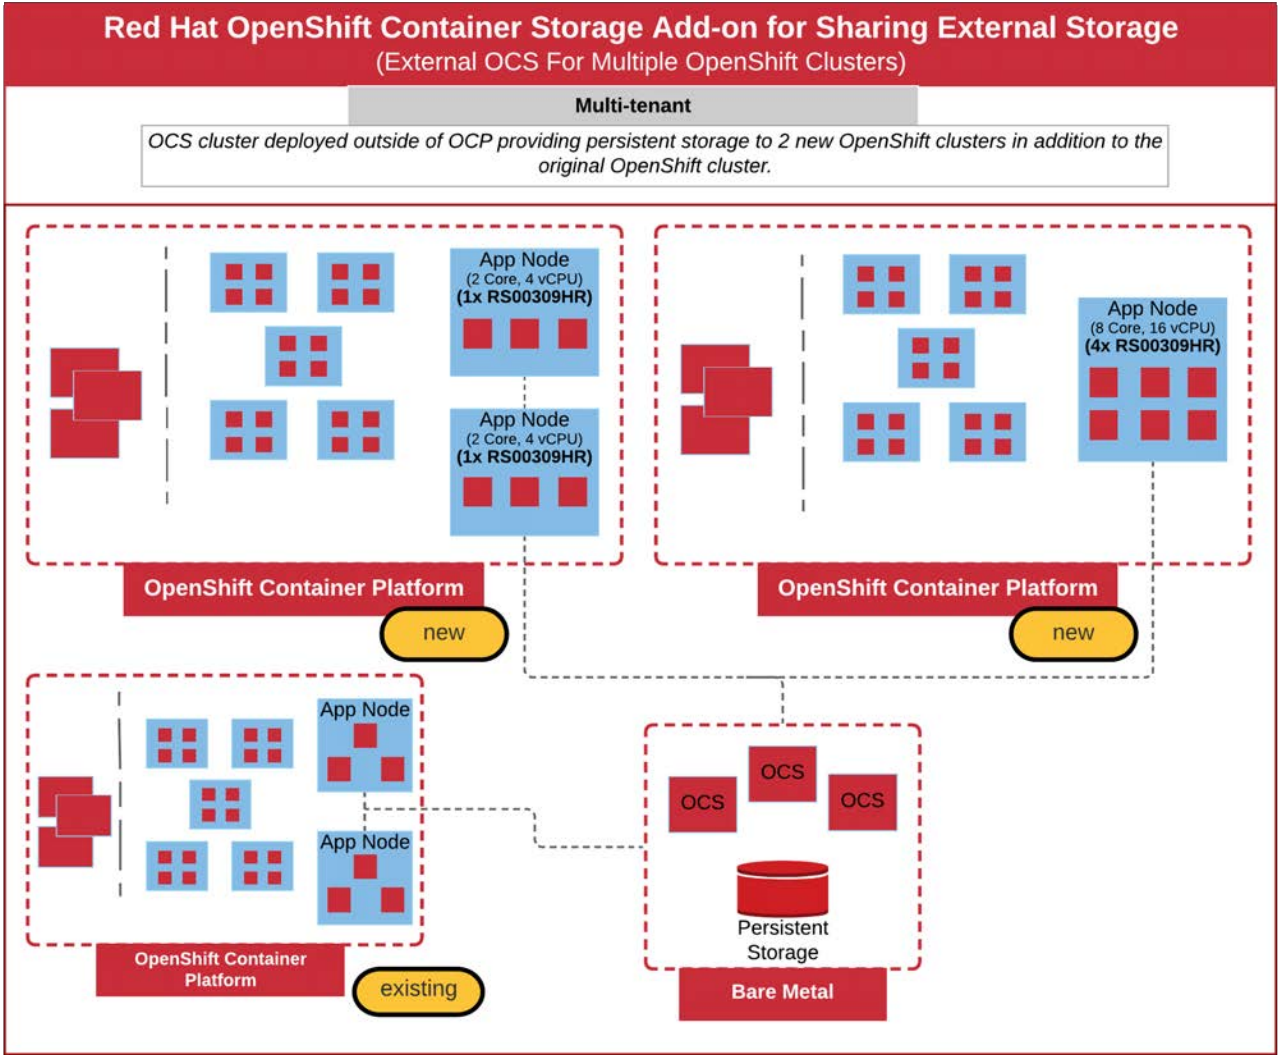 Red Hat OpenShift Container Storage Add-on for Sharing External Storage
(External OCS For Multiple OpenShift Clusters)
Multi-tenant
OCS cluster deployed outside of OCP providing persistent storage to 2 new OpenShift clusters in addition to the
original OpenShift cluster.
App Node
(2 Core, 4 vCPU)
(1x RS00309HR)
App Node
(2 Core, 4 vCPU)
(1x RS00309HR)
OpenShift Container Platform
new
App Node
(8 Core, 16 vCPU)
(4x RS00309HR)
OpenShift Container Platform
new
App Node
App Node
OpenShift Container
Platform
existing
OCS
OCS
OCS
Persistent
Storage
Bare Metal